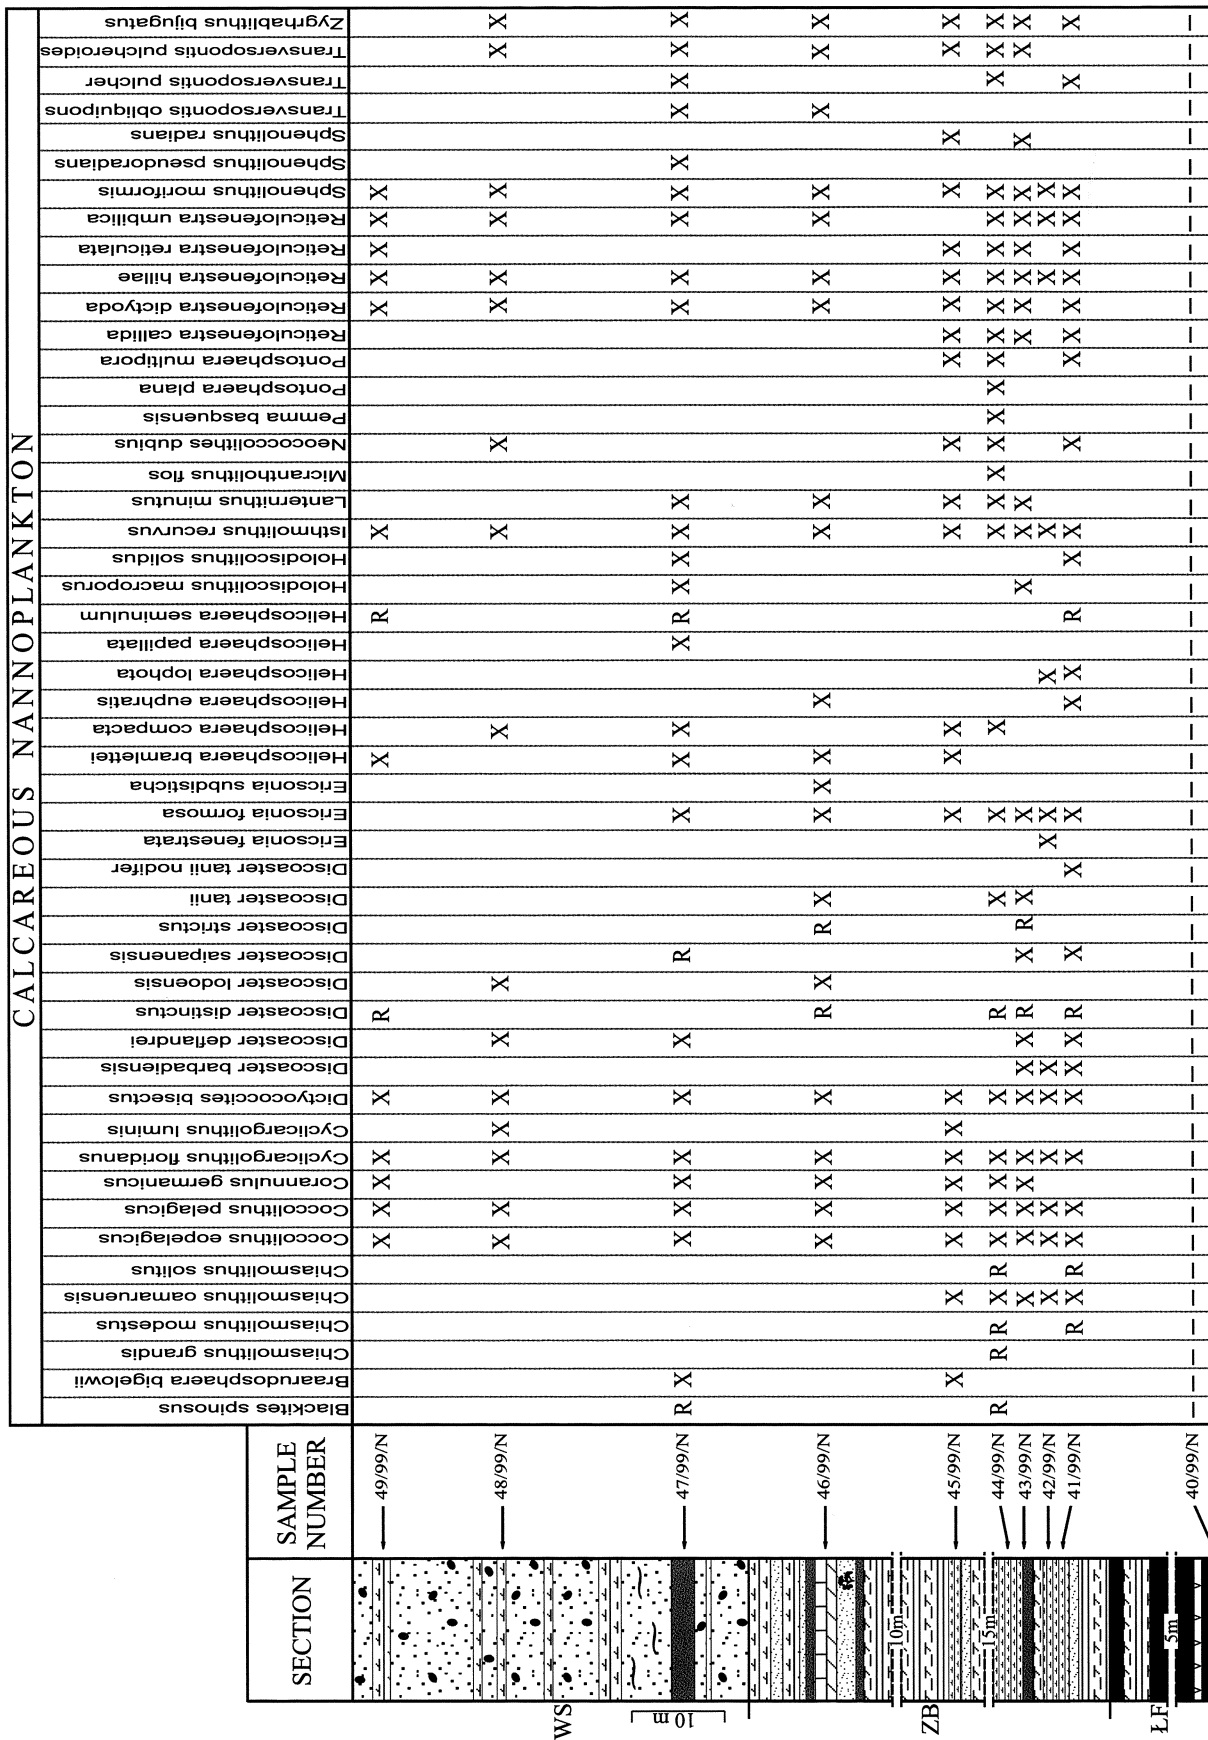 CALCAREOUS NANNOPLANKTON
SECTION
SAMPLE
NUMBER
Blackites spinosus
Braarudosphaera bigelowii
Chiasmolithus grandis
Chiasmolithus modestus
Chiasmolithus oamaruensis
Chiasmolithus solitus
Coccolithus eopelagicus
Coccolithus pelagicus
Corannulus germanicus
Cyclicargolithus floridanus
Cyclicargolithus luminis
Dictyococcites bisectus
Discoaster barbadiensis
Discoaster deflandrei
Discoaster distinctus
Discoaster lodoensis
Discoaster saipanensis
Discoaster strictus
Discoaster tanii
Discoaster tanii nodifer
Ericsonia fenestrata
Ericsonia formosa
Ericsonia subdisticha
Helicosphaera bramlettei
Helicosphaera compacta
Helicosphaera euphratis
Helicosphaera lophota
Helicosphaera papillata
Helicosphaera seminulum
Holodiscolithus macroporus
Holodiscolithus solidus
Isthmolithus recurvus
Lanternithus minutus
Micrantholithus flos
Neococcolithes dubius
Pemma basquensis
Pontosphaera plana
Pontosphaera multipora
Reticulofenestra callida
Reticulofenestra dictyoda
Reticulofenestra hillae
Reticulofenestra reticulata
Reticulofenestra umbilica
Sphenolithus moriformis
Sphenolithus pseudoradians
Sphenolithus radians
Transversopontis obliquipons
Transversopontis pulcher
Transversopontis pulcheroides
Zygrhablithus bijugatus
49/99/N X X X X X R X R X X X X X X
48/99/N X X X X X X X X X X X X X X X X
47/99/N R X X X X X X X R X X X X R X X X X X X X X X X X X X
46/99/N X X X X X R X R X X X X X X X X X X X X X X
45/99/N X X X X X X X X X X X X X X X X X X X X X X X
44/99/N R R R X R X X X X X R X X X X X X X X X X X X X X X X X X X
43/99/N X X X X X X X X R X R X X X X X X X X X X X X X X
42/99/N X X X X X X X X X X X X X
41/99/N R X R X X X X X X R X X X X X R X X X X X X X X X X X X
40/99/N
WS
10 m
ZB
10m
15m
ŁF
5m